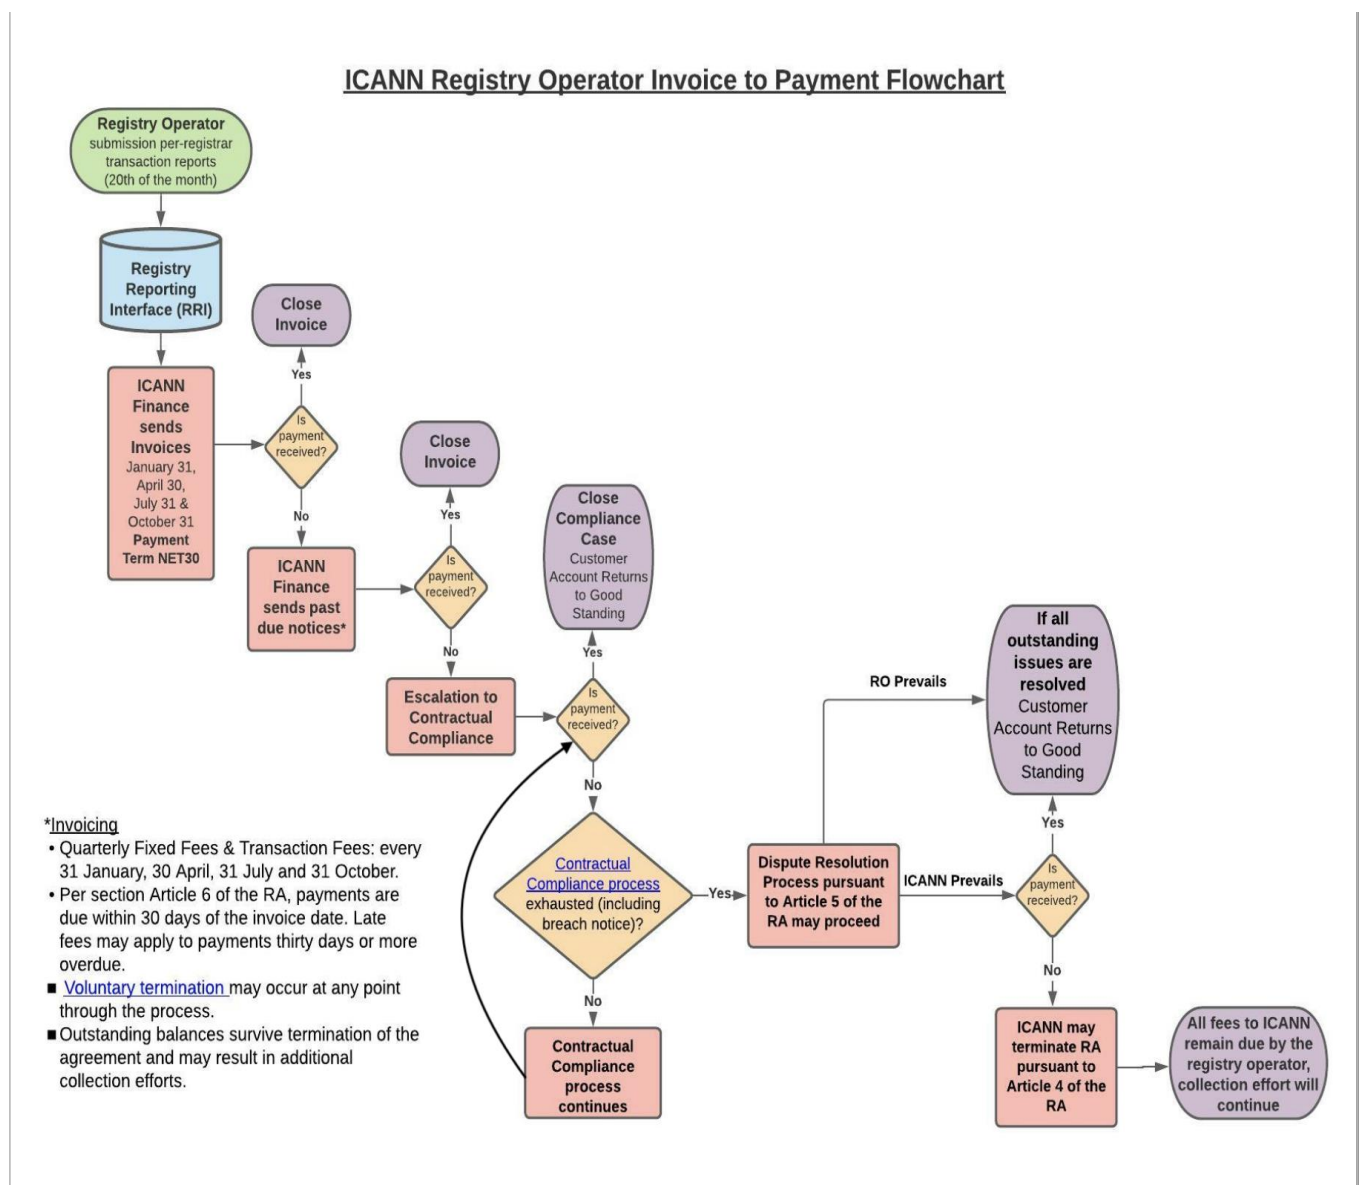 ICANN Registry Operator Invoice to Payment Flowchart
Registry Operator
submission per-registrar
transaction reports
(20th of the month)
Registry
Reporting
Interface (RRI)
ICANN
Finance
sends
Invoices
January 31,
April 30,
July 31 &
October 31
Payment
Term NET30
Close
Invoice
Yes
Is
payment
received?
No
ICANN
Finance
sends past
due notices*
Close
Invoice
Yes
Is
payment
received?
No
Escalation to
Contractual
Compliance
Close
Compliance
Case
Customer
Account Returns
to Good
Standing
Yes
Is
payment
received?
No
Contractual
Compliance process
exhausted (including
breach notice)?
No
Contractual
Compliance
process
continues
Yes
Dispute Resolution
Process pursuant
to Article 5 of the
RA may proceed
RO Prevails
If all
outstanding
issues are
resolved
Customer
Account Returns
to Good
Standing
ICANN Prevails
Yes
Is
payment
received?
No
ICANN may
terminate RA
pursuant to
Article 4 of the
RA
All fees to ICANN
remain due by the
registry operator,
collection effort will
continue
*Invoicing
• Quarterly Fixed Fees & Transaction Fees: every
31 January, 30 April, 31 July and 31 October.
• Per section Article 6 of the RA, payments are
due within 30 days of the invoice date. Late
fees may apply to payments thirty days or more
overdue.
■ Voluntary termination may occur at any point
through the process.
■ Outstanding balances survive termination of the
agreement and may result in additional
collection efforts.